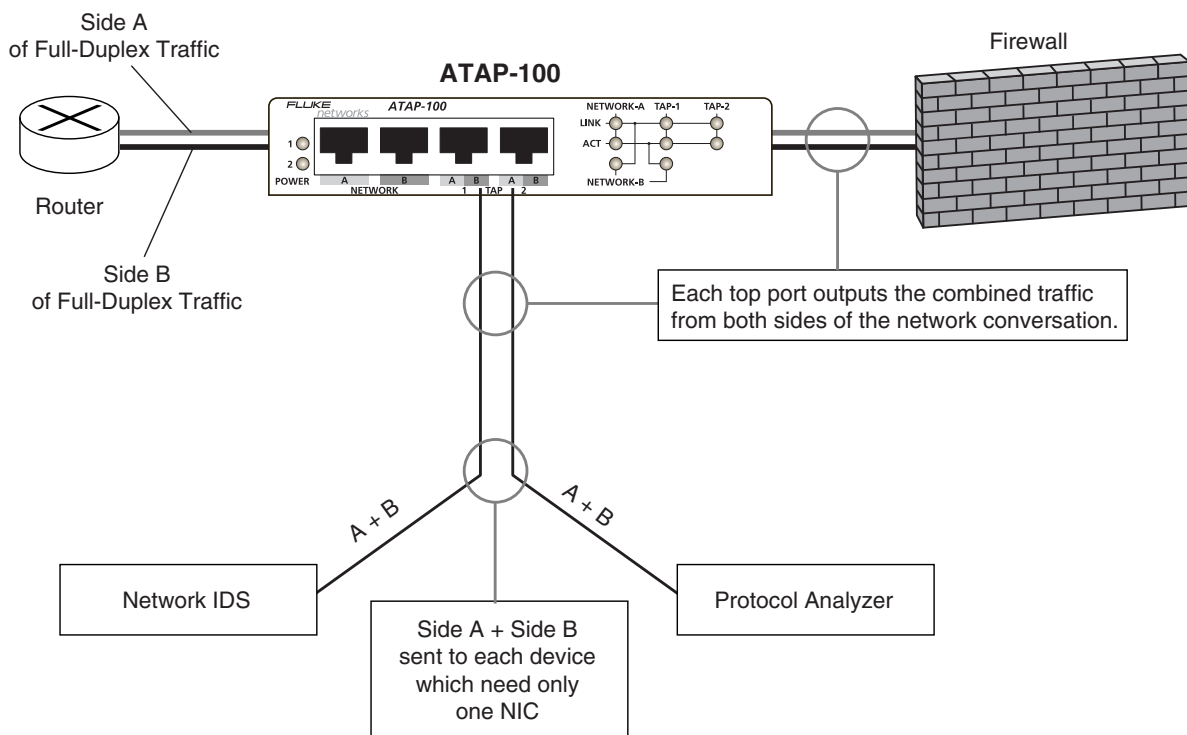 Side A
of Full-Duplex Traffic
Firewall
ATAP-100
FLUKE
networks
ATAP-100
NETWORK-A TAP-1 TAP-2
LINK
1
ACT
2
POWER
A B A B A B
NETWORK 1 TAP 2
NETWORK-B
Router
Side B
of Full-Duplex Traffic
Each top port outputs the combined traffic
from both sides of the network conversation.
A + B
A + B
Network IDS
Protocol Analyzer
Side A + Side B
sent to each device
which need only
one NIC